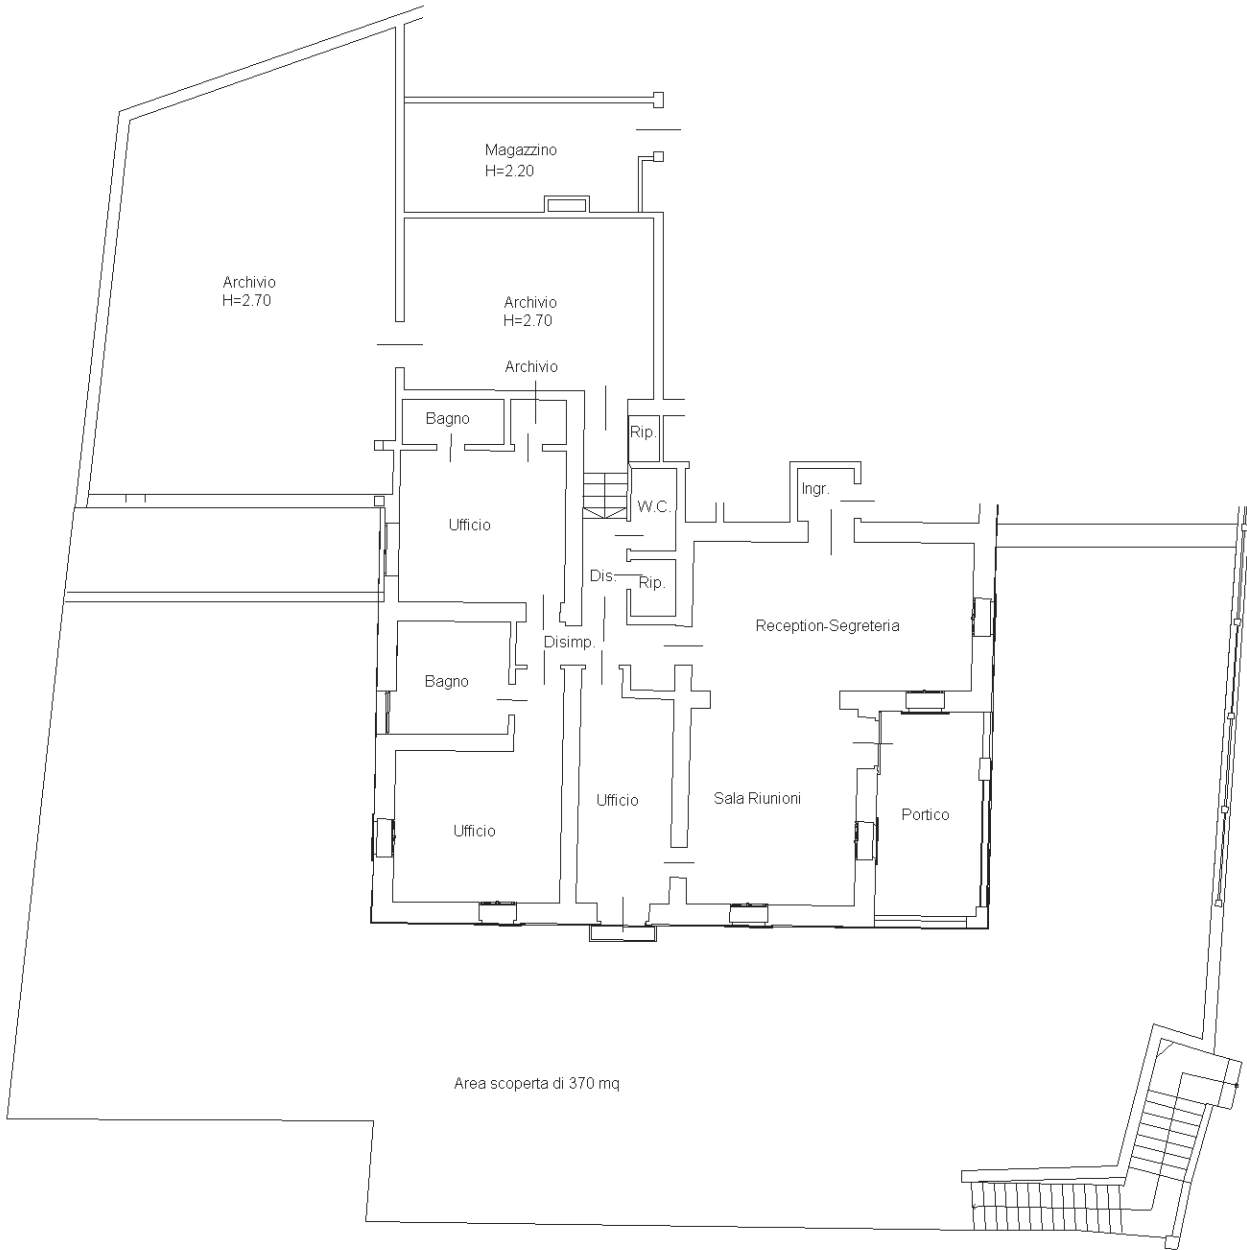 Magazzino
H=2.20
Archivio
H=2.70
Archivio
H=2.70
Archivio
Bagno
Rip.
Ingr.
W.C.
Ufficio
Dis.
Rip.
Reception-Segreteria
Disimp.
Bagno
Ufficio
Ufficio
Sala Riunioni
Portico
Area scoperta di 370 mq